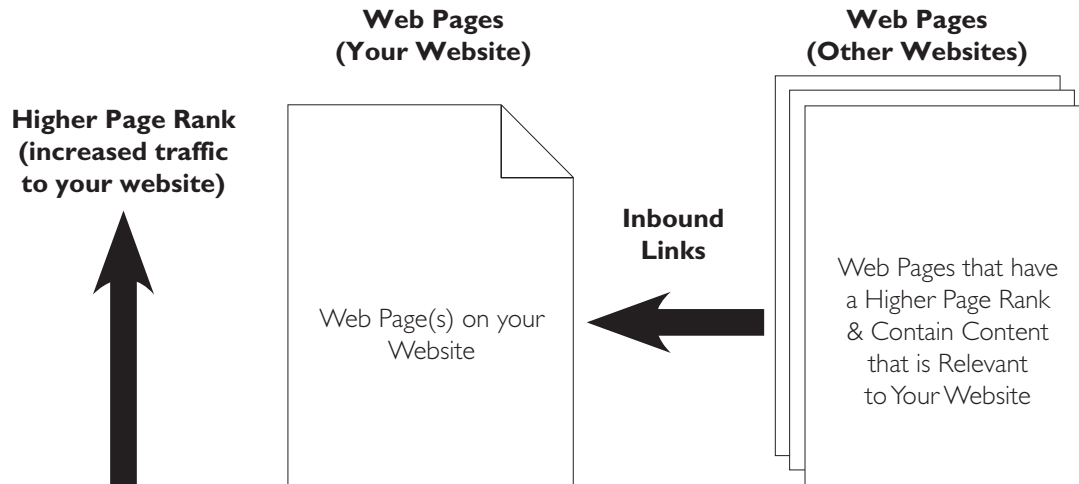 Web Pages
(Your Website)
Web Pages
(Other Websites)
Higher Page Rank
(increased traffic
to your website)
Inbound
Links
Web Page(s) on your
Website
Web Pages that have
a Higher Page Rank
& Contain Content
that is Relevant
to Your Website